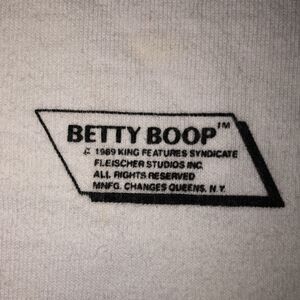 BETTY BOOP™
© 1989 KING FEATURES SYNDICATE
FLEISCHER STUDIOS INC.
ALL RIGHTS RESERVED
MNFG. CHANGES QUEENS, N.Y.